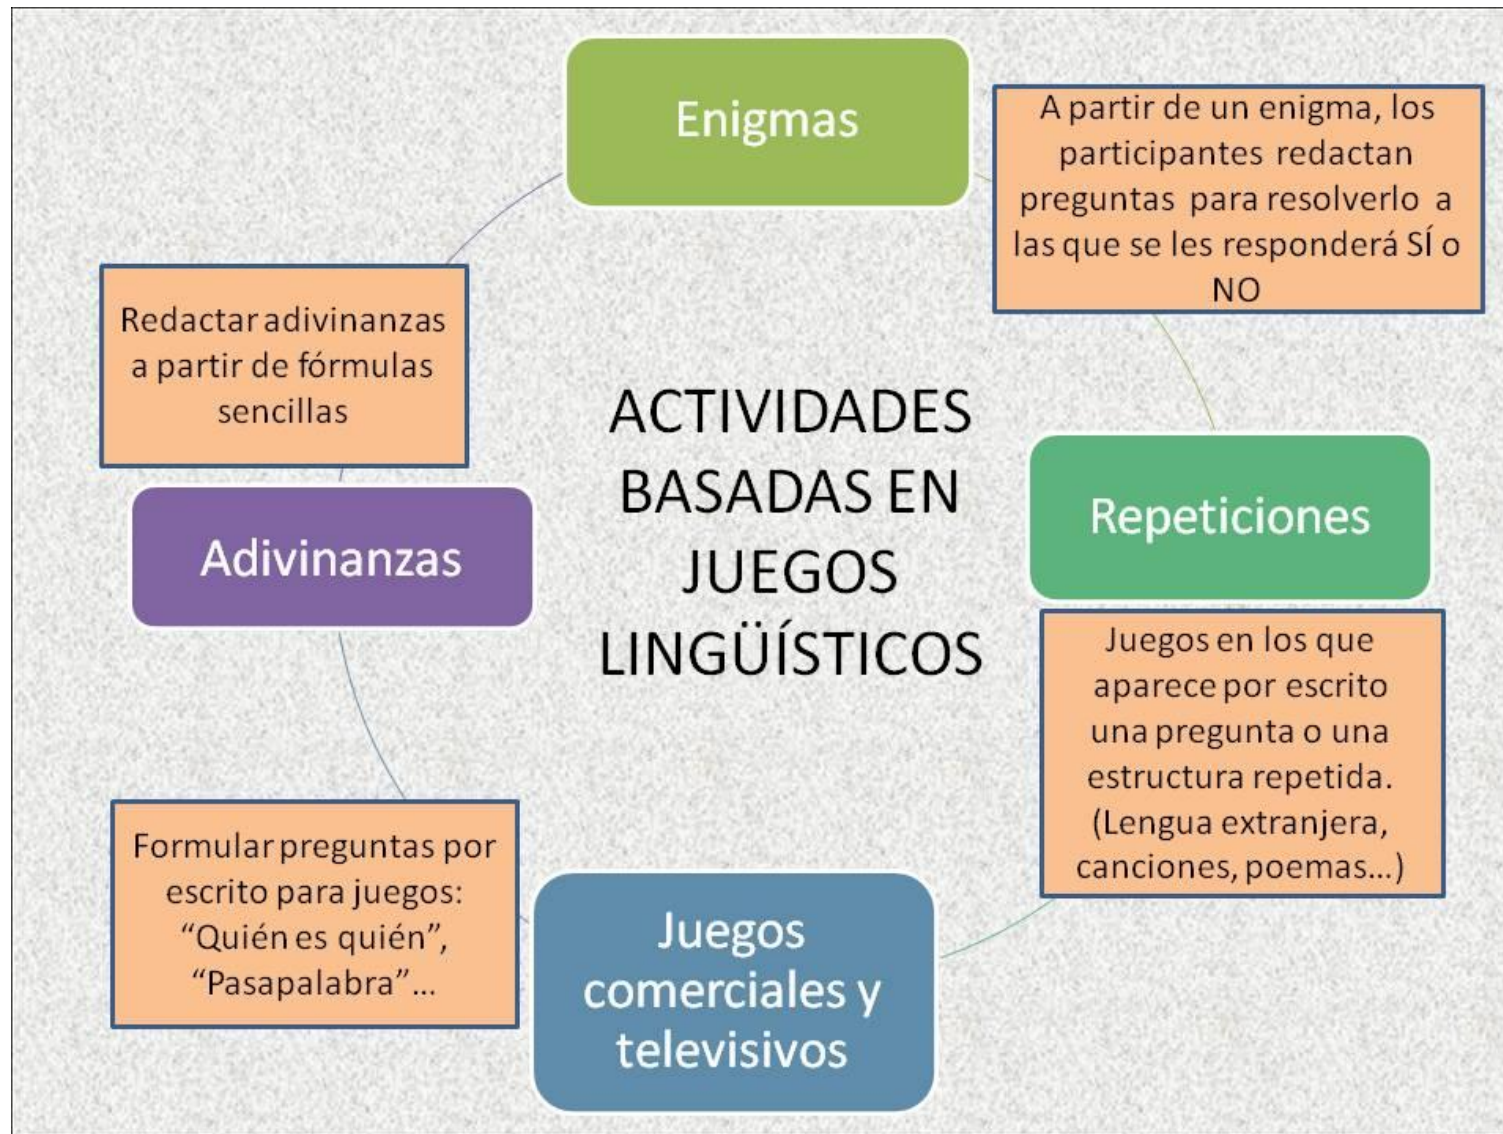 Enigmas
A partir de un enigma, los
participantes redactan
preguntas para resolverlo a
las que se les responderá SÍ o
NO
Redactar adivinanzas
a partir de fórmulas
sencillas
ACTIVIDADES
BASADAS EN
JUEGOS
LINGÜÍSTICOS
Repeticiones
Adivinanzas
Juegos en los que
aparece por escrito
una pregunta o una
estructura repetida.
(Lengua extranjera,
canciones, poemas...)
Formular preguntas por
escrito para juegos:
“Quién es quién”,
“Pasapalabra”...
Juegos
comerciales y
televisivos